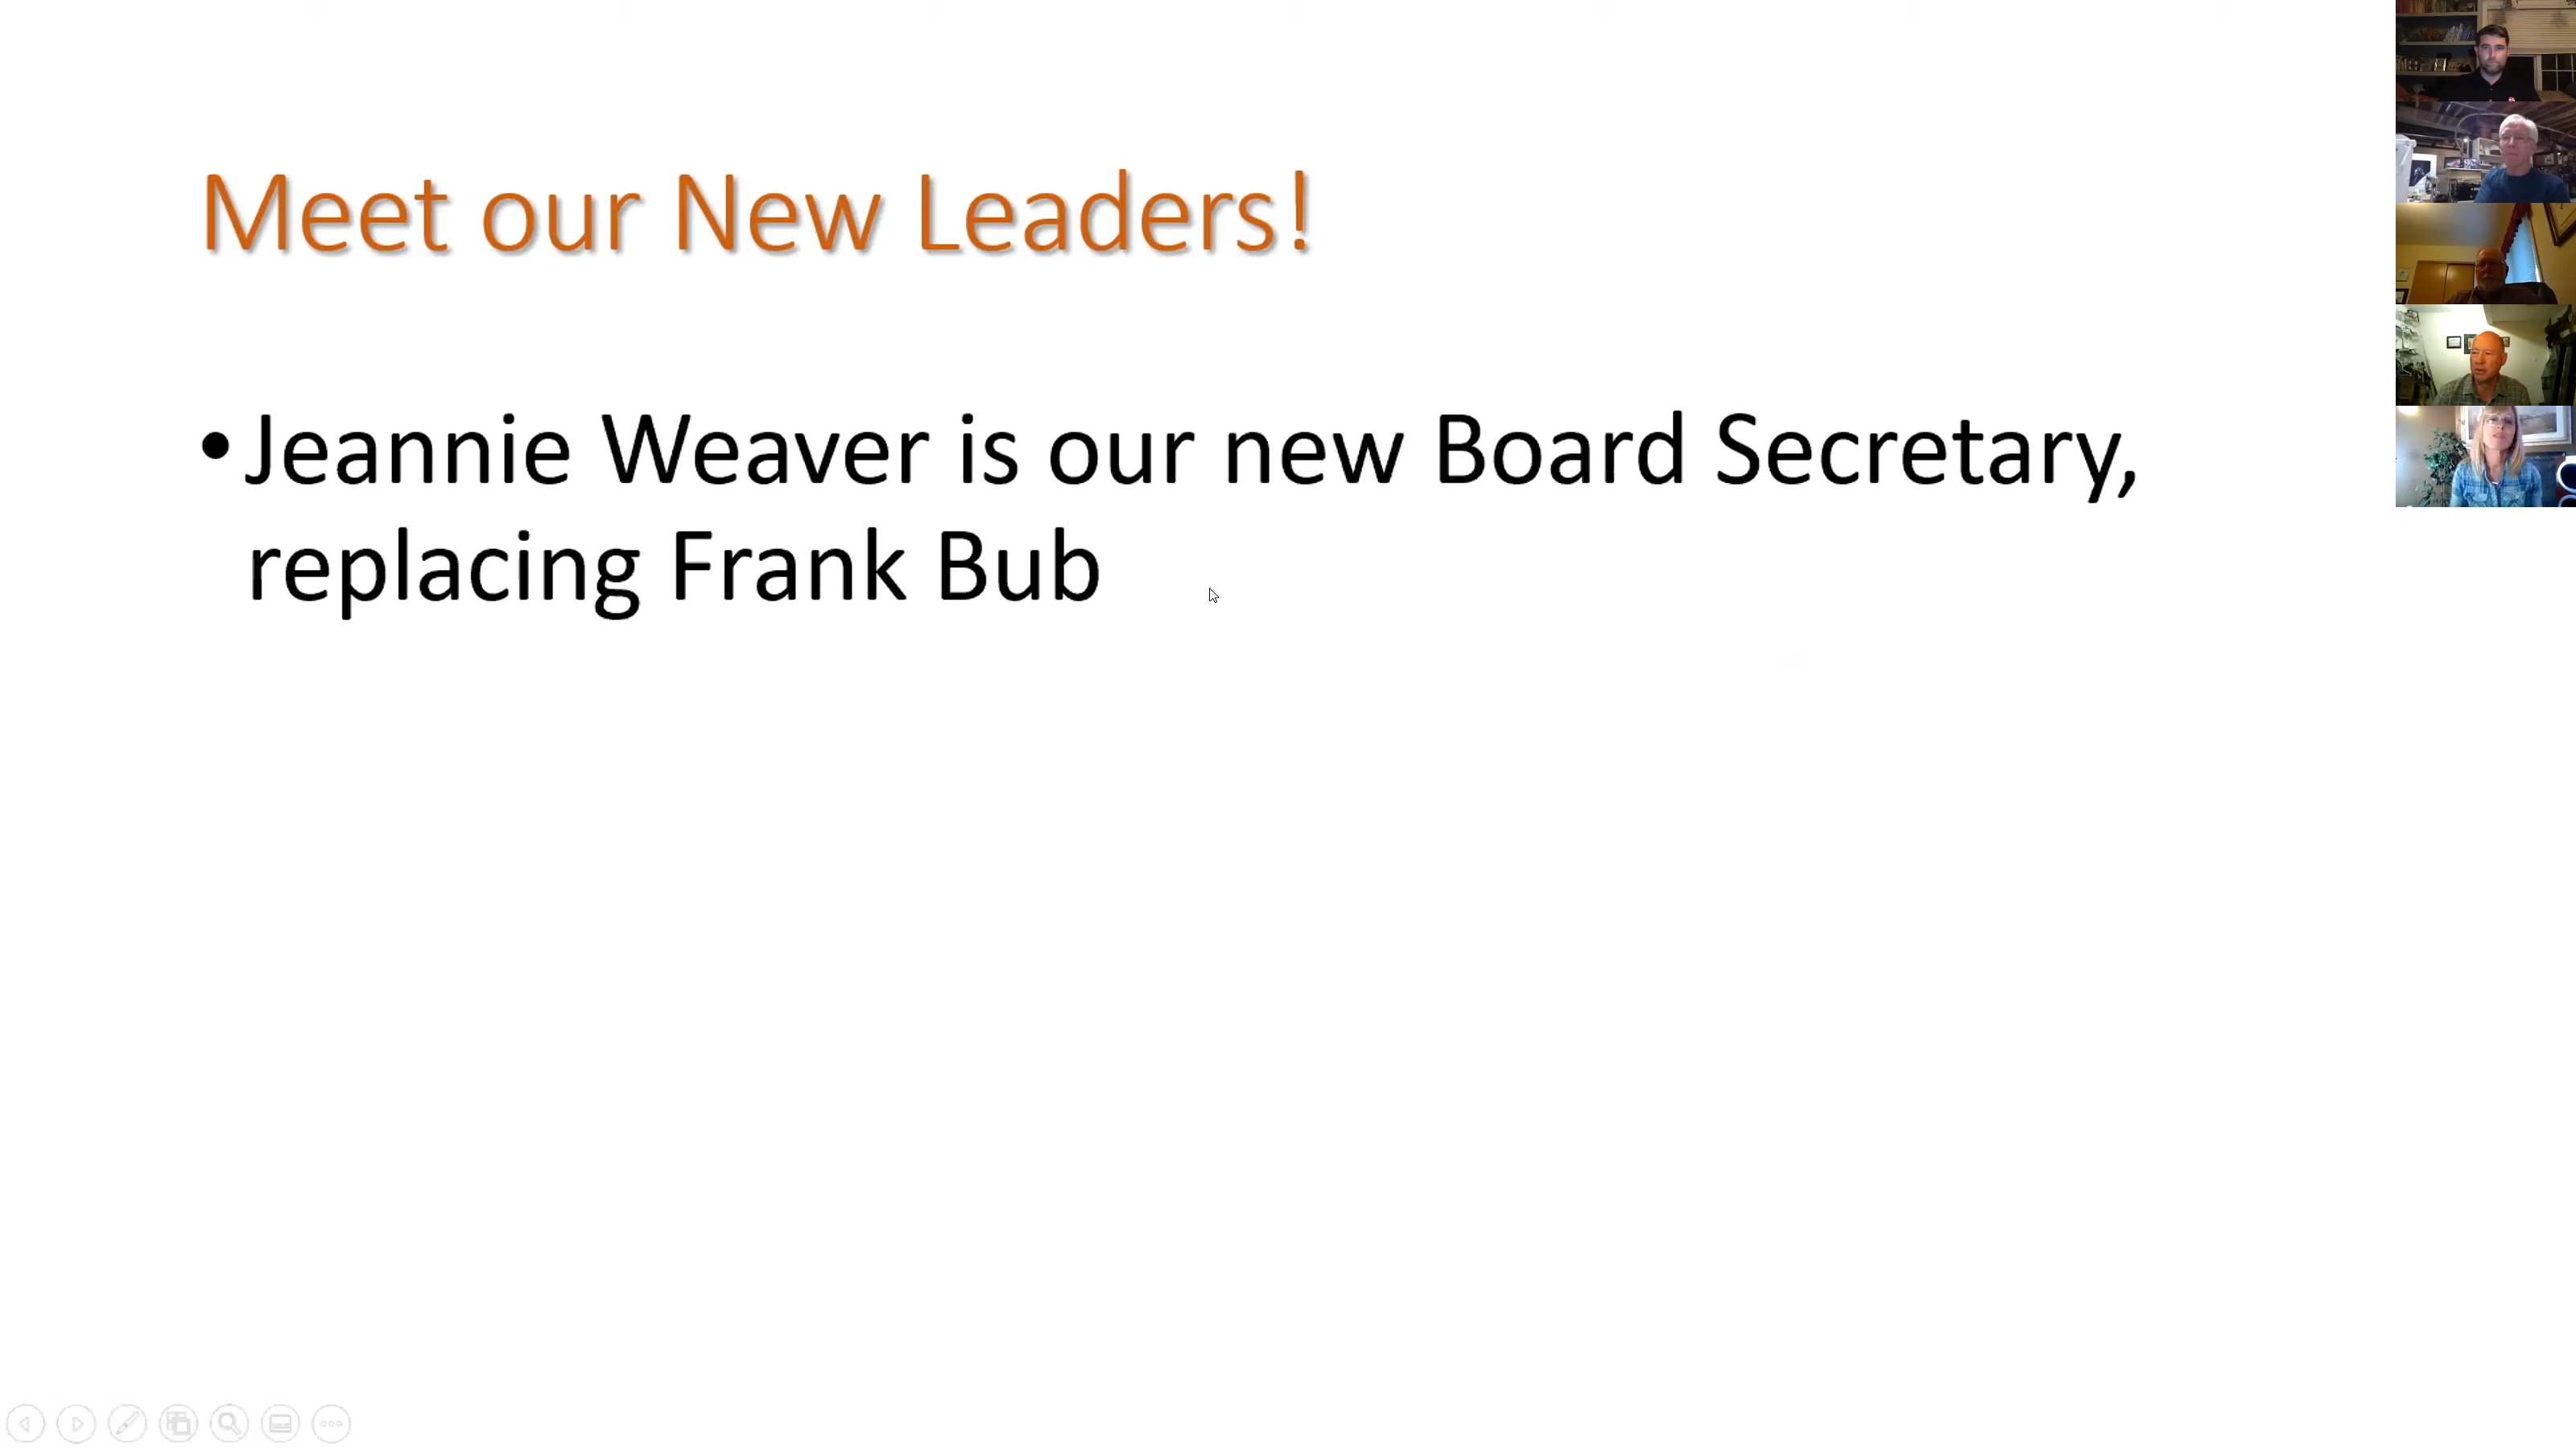 Meet our New Leaders!
•Jeannie Weaver is our new Board Secretary,
replacing Frank Bub